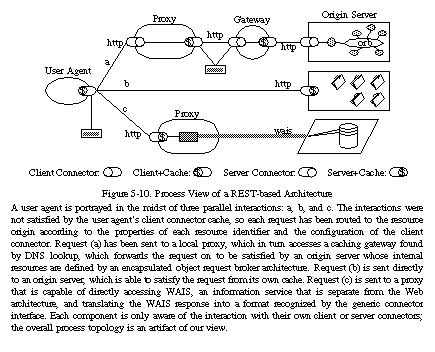 Proxy
Gateway
Origin Server
http
http
http
orb
User Agent
a
b
http
c
Proxy
http
wais
Client Connector: Client+Cache: $ Server Connector: Server+Cache: $
Figure 5-10. Process View of a REST-based Architecture
A user agent is portrayed in the midst of three parallel interactions: a, b, and c. The interactions
were not satisfied by the user agent's client connector cache, so each request has been routed to the resource
origin according to the properties of each resource identifier and the configuration of the client
connector. Request (a) has been sent to a local proxy, which in turn accesses a caching gateway found
by DNS lookup, which forwards the request on to be satisfied by an origin server whose internal
resources are defined by an encapsulated object request broker architecture. Request (b) is sent directly
to an origin server, which is able to satisfy the request from its own cache. Request (c) is sent to a proxy
that is capable of directly accessing WAIS, an information service that is separate from the Web
architecture, and translating the WAIS response into a format recognized by the generic connector
interface. Each component is only aware of the interaction with their own client or server connectors;
the overall process topology is an artifact of our view.